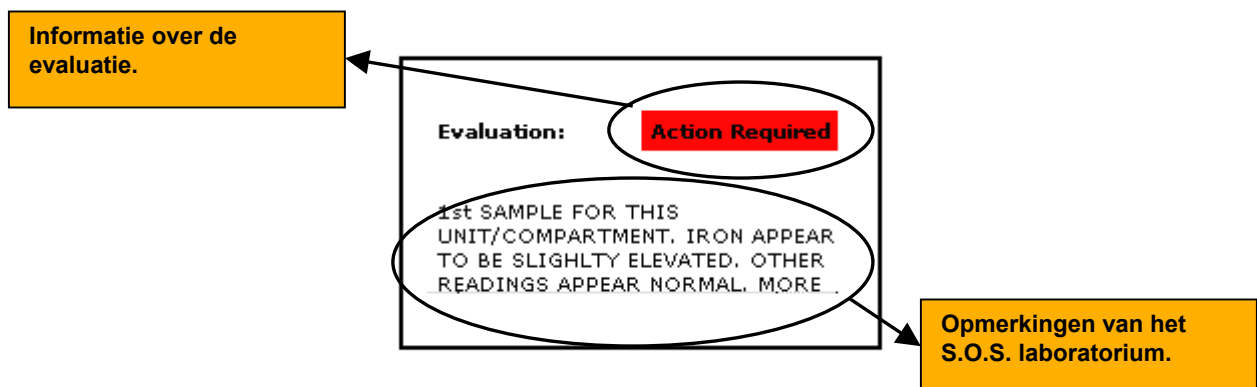 Informatie over de
evaluatie.
Evaluation: Action Required
1st SAMPLE FOR THIS
UNIT/COMPARTMENT. IRON APPEAR
TO BE SLIGHLTY ELEVATED. OTHER
READINGS APPEAR NORMAL. MORE
Opmerkingen van het
S.O.S. laboratorium.